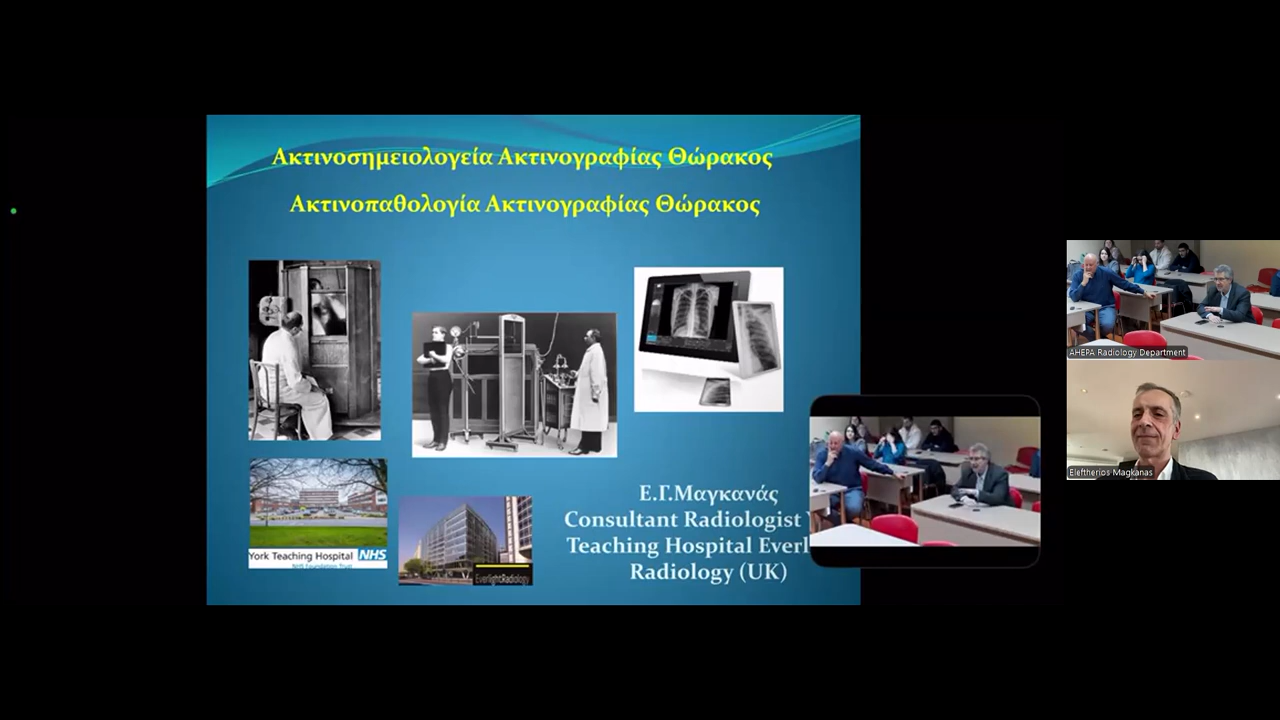 Ακτινοσημειολογεία Ακτινογραφίας Θώρακος
Ακτινοπαθολογία Ακτινογραφίας Θώρακος
York Teaching Hospital NHS
NHS Foundation Trust
EverlightRadiology
Ε.Γ.Μαγκανάς
Consultant Radiologist
Teaching Hospital
Radiology (UK)
AHEPA Radiology Department
Eleftherios Magkanas